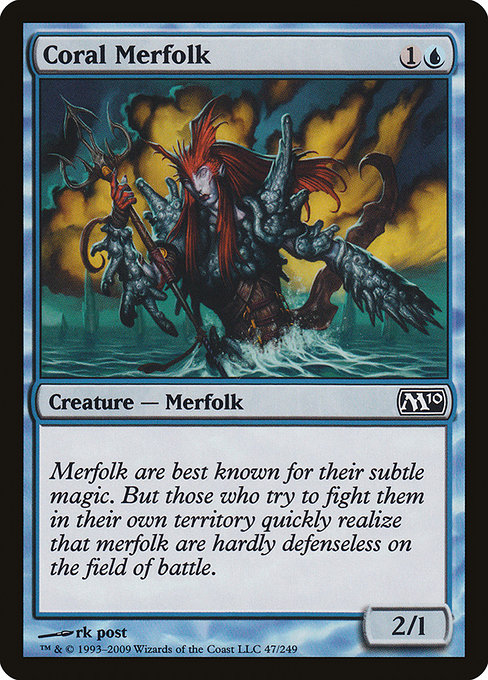 Coral Merfolk 1
Creature — Merfolk M10
Merfolk are best known for their subtle
magic. But those who try to fight them
in their own territory quickly realize
that merfolk are hardly defenseless on
the field of battle.
2/1
rk post
™ & © 1993–2009 Wizards of the Coast LLC 47/249